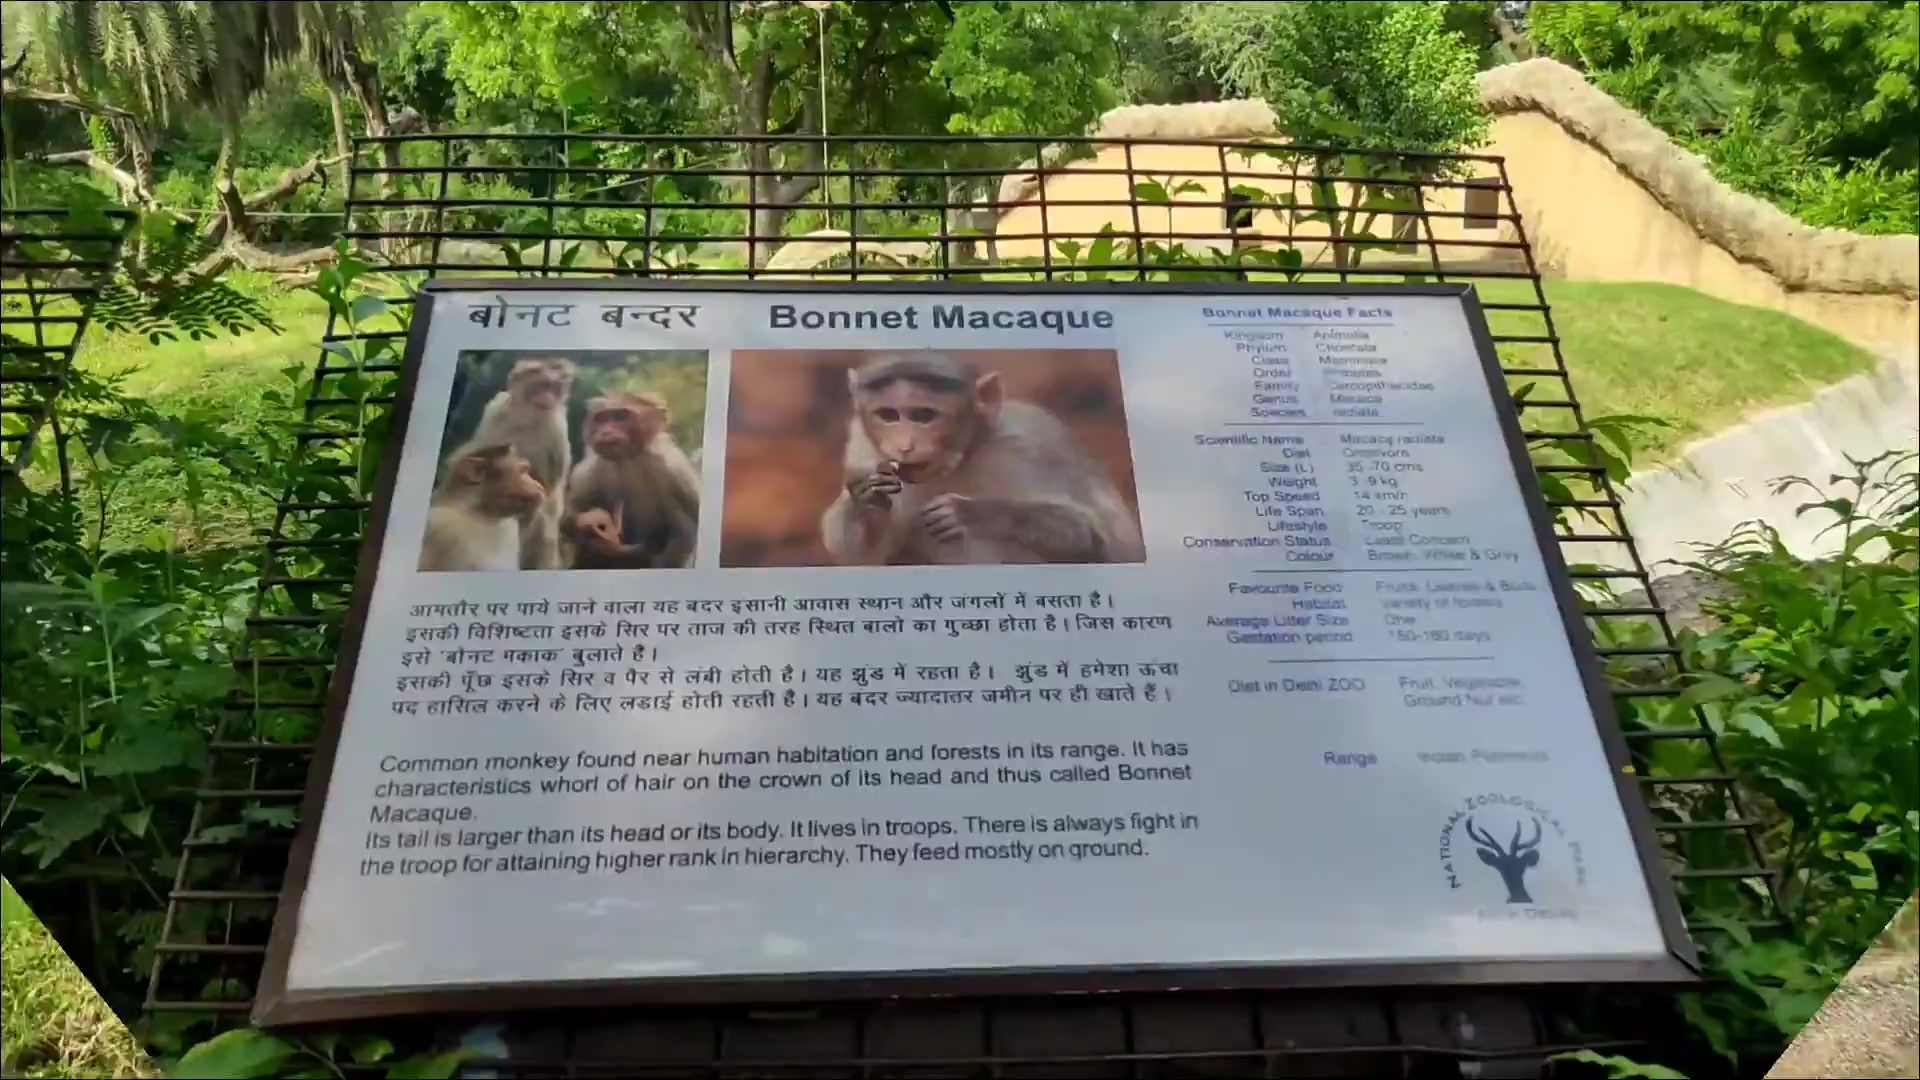 बोनट बन्दर
Bonnet Macaque
आमतौर पर पाये जाने वाला यह बंदर इंसानी आवास स्थान और जंगलों में बसता है।
इसकी विशिष्टता इसके सिर पर ताज की तरह स्थित बालों का गुच्छा होता है। जिस कारण
इसे 'बोनट मकाक' बुलाते हैं।
इसकी पूँछ इसके सिर व पैर से लंबी होती है। यह झुंड में रहता है। झुंड में हमेशा ऊंचा
पद हासिल करने के लिए लडाई होती रहती है। यह बंदर ज्यादातर जमीन पर ही खाते हैं।
Common monkey found near human habitation and forests in its range. It has
characteristics whorl of hair on the crown of its head and thus called Bonnet
Macaque.
Its tail is larger than its head or its body. It lives in troops. There is always fight in
the troop for attaining higher rank in hierarchy. They feed mostly on ground.
Bonnet Macaque Facts
Kingdom Animalia
Phylum Chordata
Class Mammalia
Order Primates
Family Cercopithecidae
Genus Macaca
Species radiata
Scientific Name Macacq radiata
Diet Omnivore
Size (L) 35 -70 cms
Weight 3 -9 kg
Top Speed 14 km/h
Life Span 20 - 25 years
Lifestyle Troop
Conservation Status Least Concern
Colour Brown, White & Grey
Favourite Food Fruits, Leaves & Buds
Habitat variety of forests
Average Litter Size One
Gestation period 150-180 days
Diet in Delhi ZOO Fruit, Vegetable,
Ground Nut etc.
Range Indian Peninsula
NATIONAL ZOOLOGICAL PARK
New Delhi